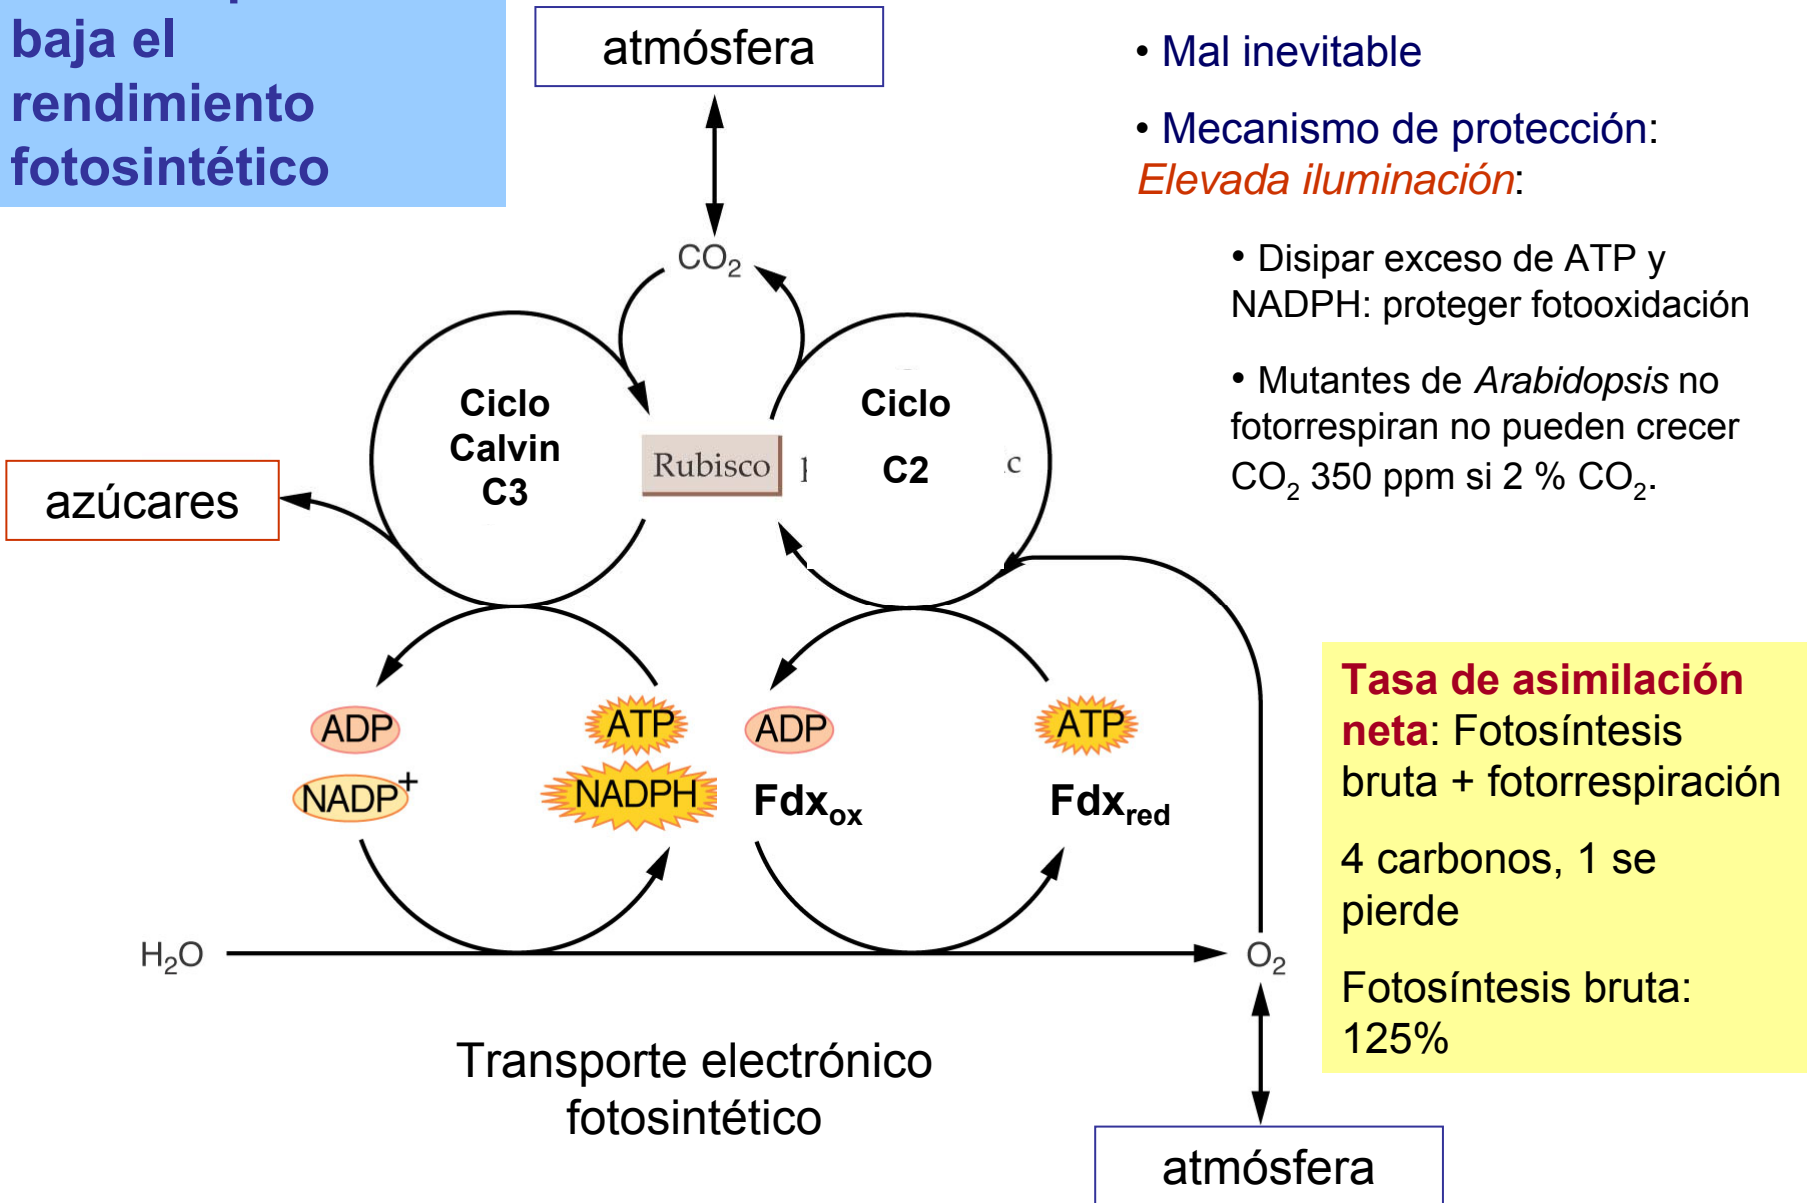 baja el
rendimiento
fotosintético
atmósfera
• Mal inevitable
• Mecanismo de protección:
Elevada iluminación:
• Disipar exceso de ATP y
NADPH: proteger fotooxidación
• Mutantes de Arabidopsis no
fotorrespiran no pueden crecer
CO₂ 350 ppm si 2 % CO₂.
CO₂
Ciclo
Calvin
C3
Rubisco
Ciclo
C2
c
azúcares
ADP
NADP⁺
ATP
NADPH
ADP
Fdxₒₓ
ATP
Fdx_red
H₂O
O₂
Transporte electrónico
fotosintético
Tasa de asimilación
neta: Fotosíntesis
bruta + fotorrespiración
4 carbonos, 1 se
pierde
Fotosíntesis bruta:
125%
atmósfera